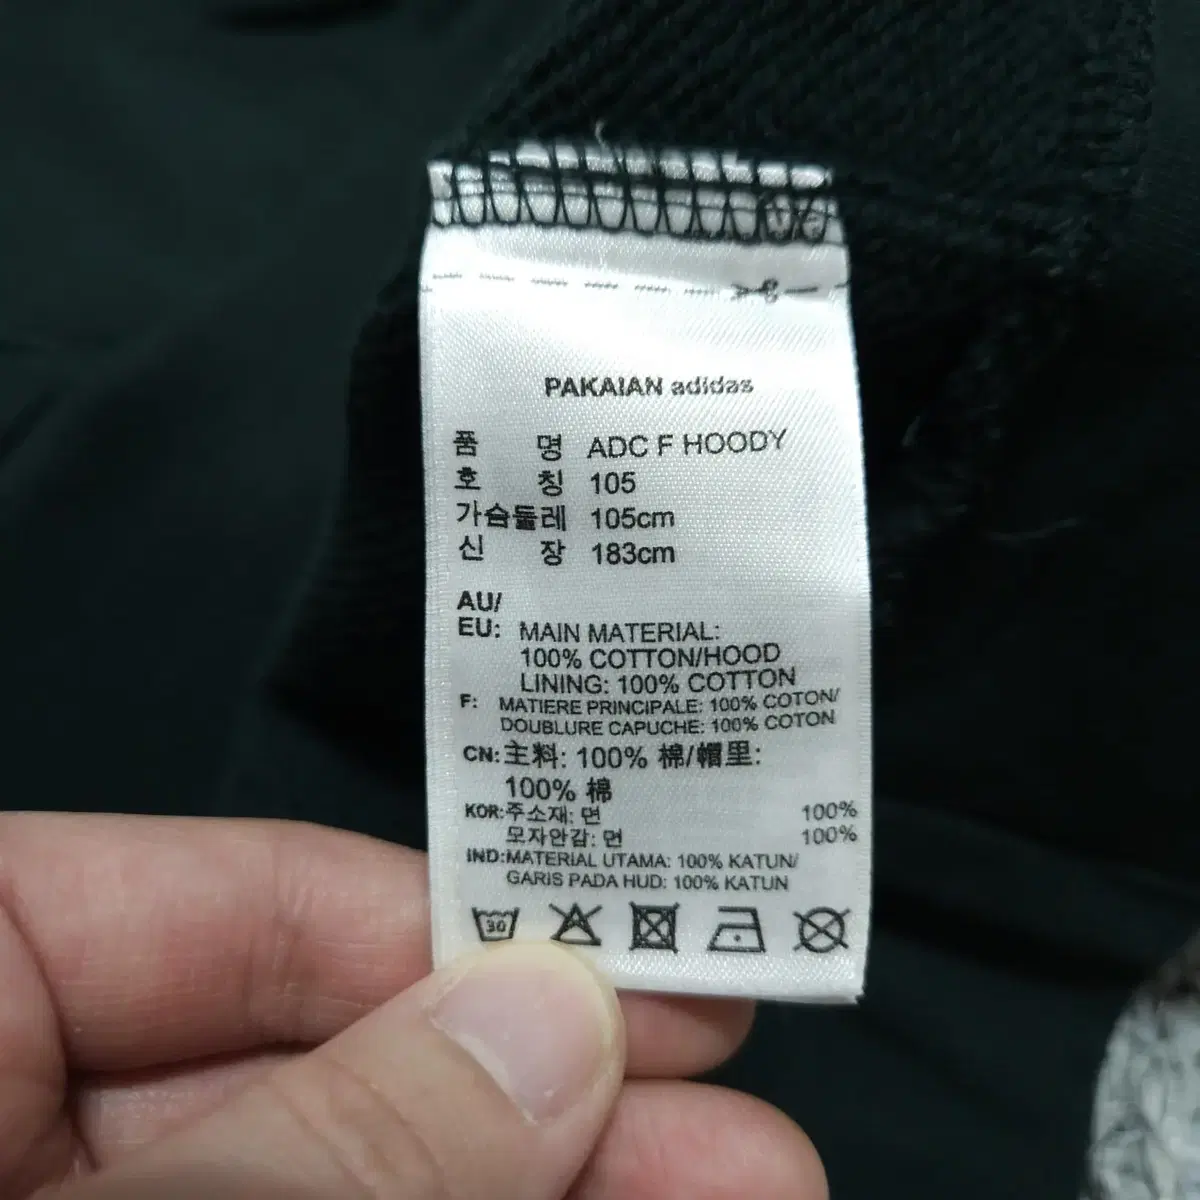 PAKAIAN adidas
품 명 ADC F HOODY
호 칭 105
가슴둘레 105cm
신 장 183cm
AU/
EU: MAIN MATERIAL:
100% COTTON/HOOD
LINING: 100% COTTON
F: MATIERE PRINCIPALE: 100% COTON/
DOUBLURE CAPUCHE: 100% COTON
CN:主料: 100% 棉/帽里:
100% 棉
KOR:주소재: 면 100%
모자안감: 면 100%
IND:MATERIAL UTAMA: 100% KATUN/
GARIS PADA HUD: 100% KATUN
30